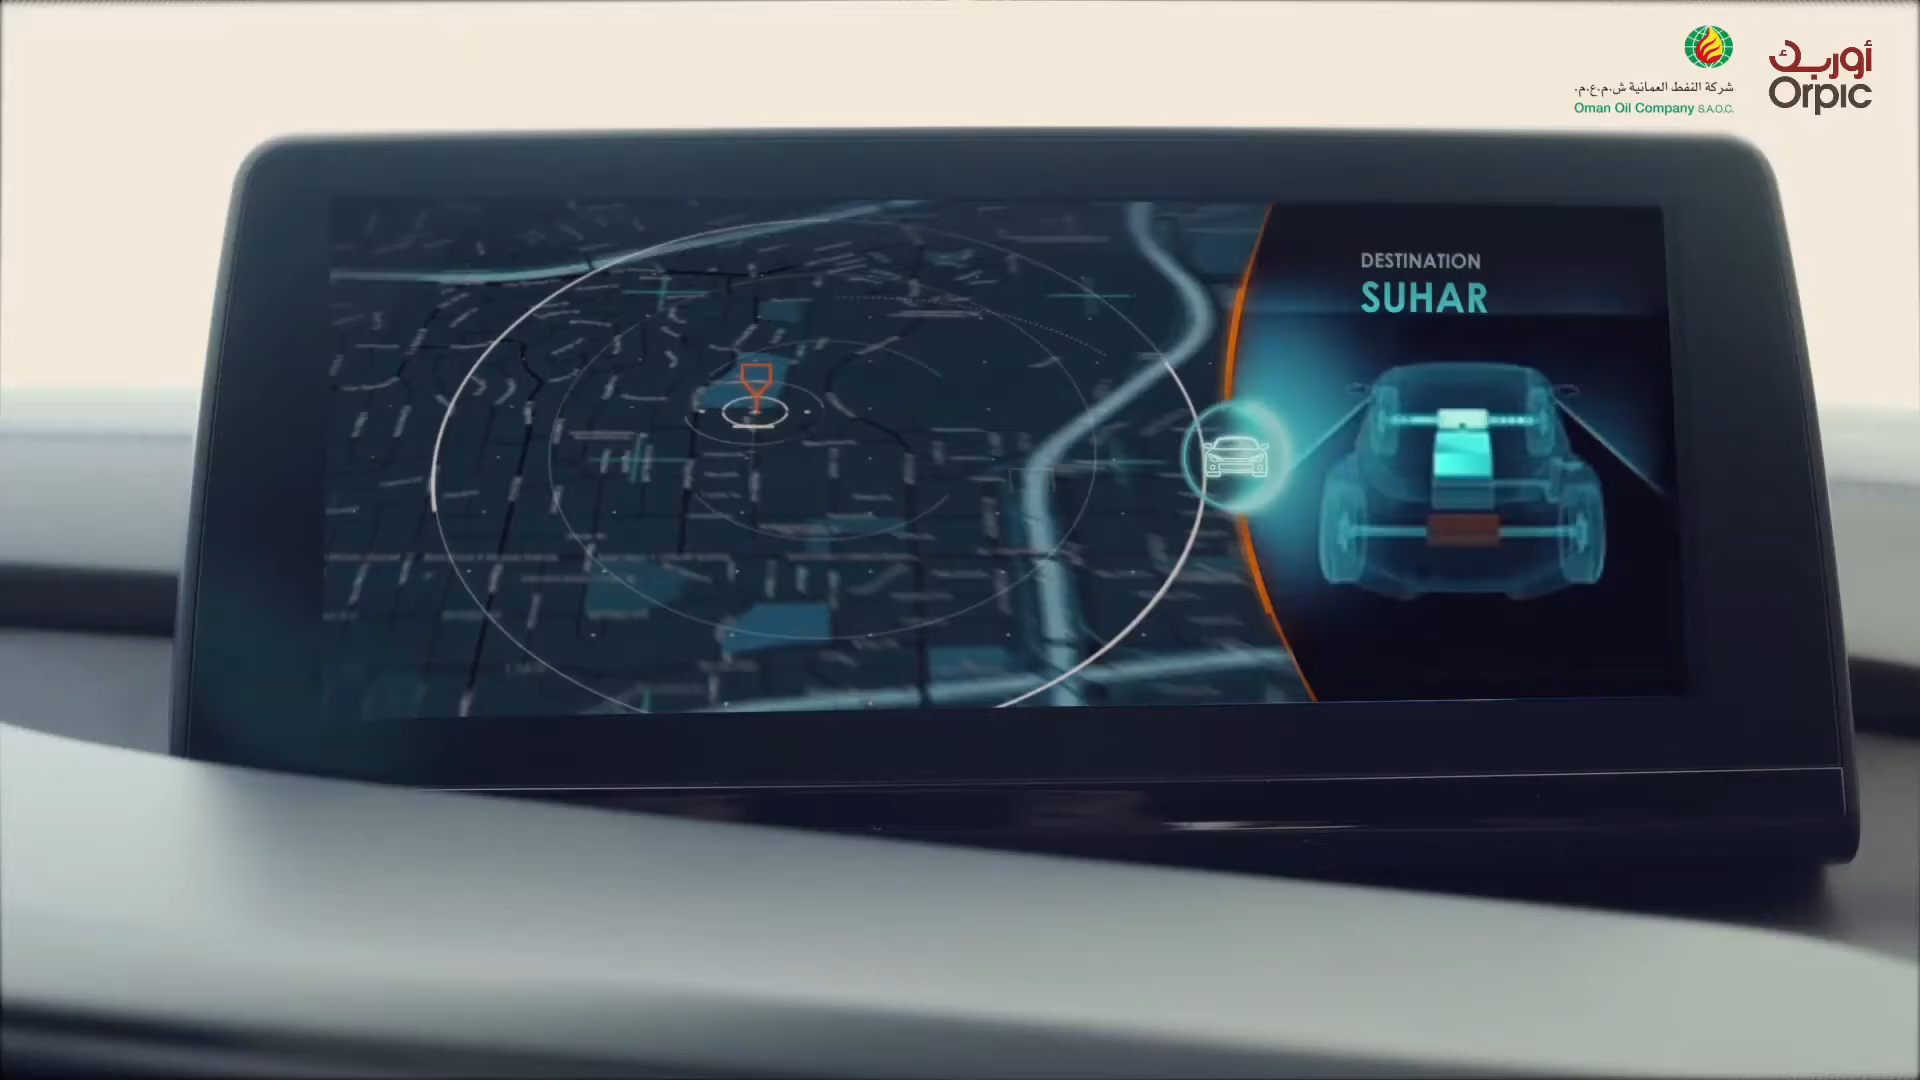 شركة النفط العمانية ش.م.ع.م.
Oman Oil Company S.A.O.C.
أوربك
Orpic
DESTINATION
SUHAR